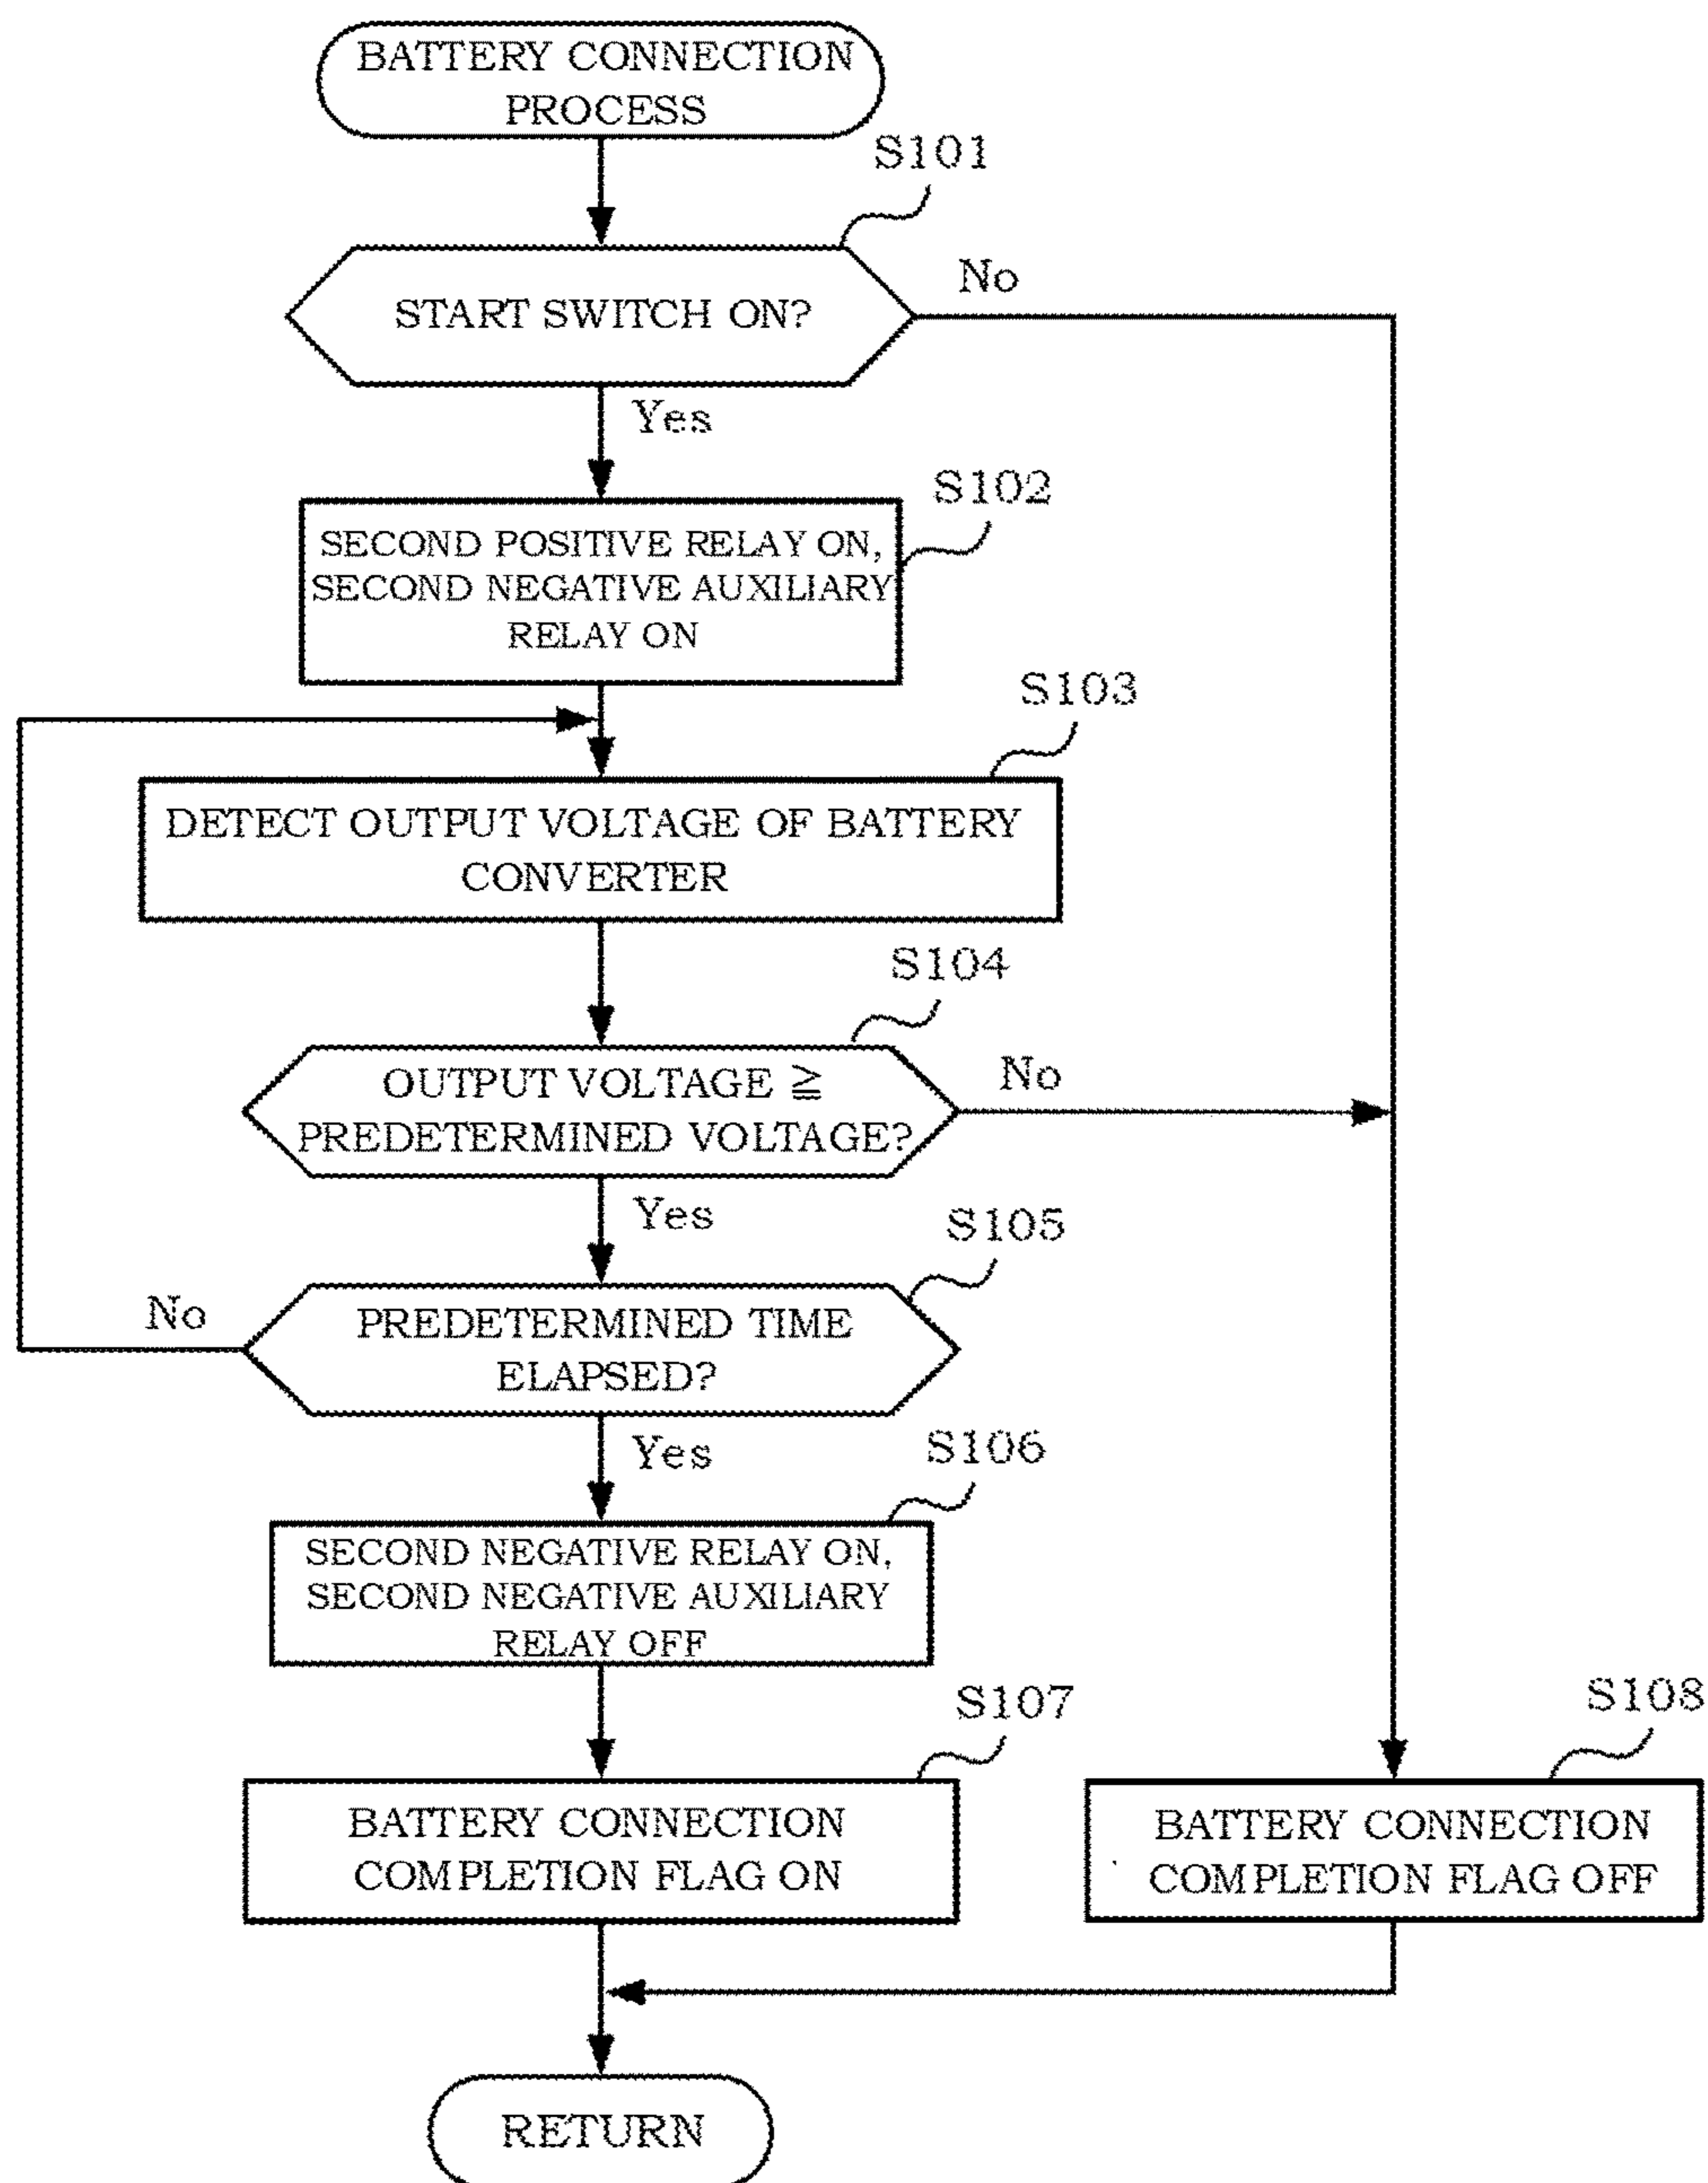 BATTERY CONNECTION
PROCESS
S101
START SWITCH ON?
No
Yes
S102
SECOND POSITIVE RELAY ON,
SECOND NEGATIVE AUXILIARY
RELAY ON
S103
DETECT OUTPUT VOLTAGE OF BATTERY
CONVERTER
S104
OUTPUT VOLTAGE ≧
PREDETERMINED VOLTAGE?
No
Yes
S105
PREDETERMINED TIME
ELAPSED?
No
Yes
S106
SECOND NEGATIVE RELAY ON,
SECOND NEGATIVE AUXILIARY
RELAY OFF
S107
BATTERY CONNECTION
COMPLETION FLAG ON
S108
BATTERY CONNECTION
COMPLETION FLAG OFF
RETURN